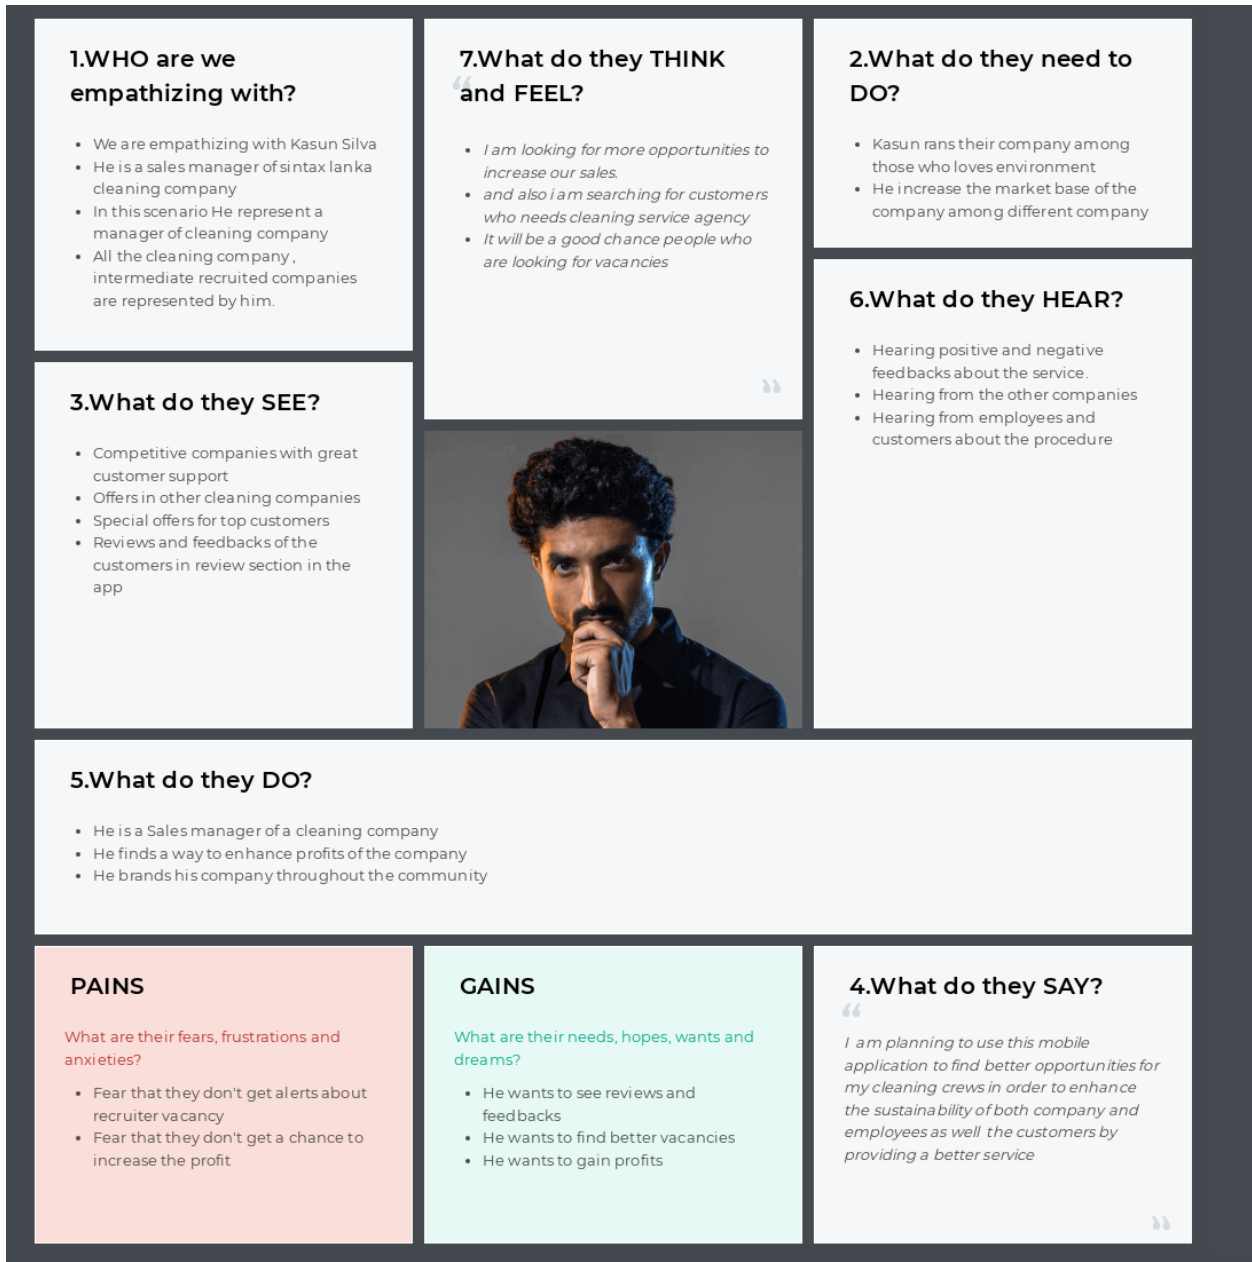 1.WHO are we
empathizing with?
We are empathizing with Kasun Silva
He is a sales manager of sintax lanka
cleaning company
In this scenario He represent a
manager of cleaning company
All the cleaning company ,
intermediate recruited companies
are represented by him.
7.What do they THINK
and FEEL?
“
I am looking for more opportunities to
increase our sales.
and also i am searching for customers
who needs cleaning service agency
It will be a good chance people who
are looking for vacancies
”
2.What do they need to
DO?
Kasun rans their company among
those who loves environment
He increase the market base of the
company among different company
3.What do they SEE?
Competitive companies with great
customer support
Offers in other cleaning companies
Special offers for top customers
Reviews and feedbacks of the
customers in review section in the
app
6.What do they HEAR?
Hearing positive and negative
feedbacks about the service.
Hearing from the other companies
Hearing from employees and
customers about the procedure
5.What do they DO?
He is a Sales manager of a cleaning company
He finds a way to enhance profits of the company
He brands his company throughout the community
PAINS
What are their fears, frustrations and
anxieties?
Fear that they don't get alerts about
recruiter vacancy
Fear that they don't get a chance to
increase the profit
GAINS
What are their needs, hopes, wants and
dreams?
He wants to see reviews and
feedbacks
He wants to find better vacancies
He wants to gain profits
4.What do they SAY?
“
I am planning to use this mobile
application to find better opportunities for
my cleaning crews in order to enhance
the sustainability of both company and
employees as well the customers by
providing a better service
”